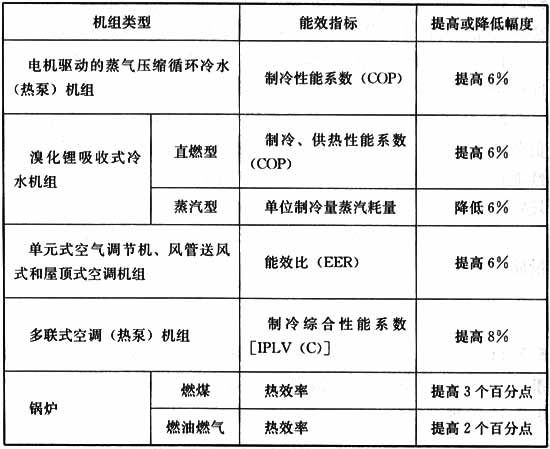 机组类型 能效指标 提高或降低幅度
电机驱动的蒸气压缩循环冷水
(热泵)机组
制冷性能系数(COP)
提高6%
溴化锂吸收式冷
水机组
直燃型
制冷、供热性能系数
(COP)
提高6%
蒸汽型
单位制冷量蒸汽耗量
降低6%
单元式空气调节机、风管送风
式和屋顶式空调机组
能效比(EER)
提高6%
多联式空调(热泵)机组
制冷综合性能系数
[IPLV(C)]
提高8%
锅炉
燃煤
热效率
提高3个百分点
燃油燃气
热效率
提高2个百分点